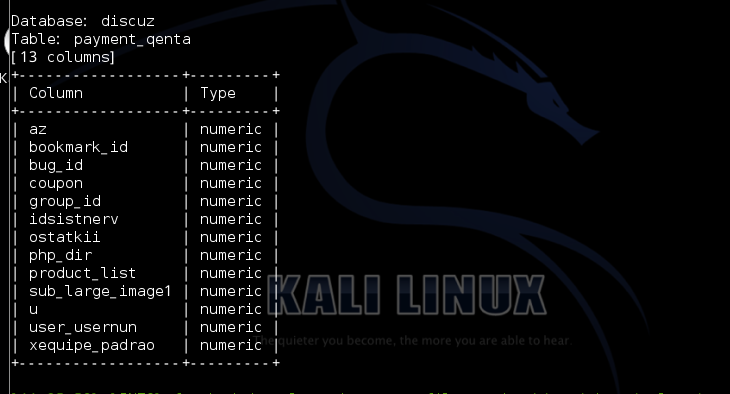 Database: discuz
Table: payment_qenta
[13 columns]
+------------------+---------+
| Column           | Type    |
+------------------+---------+
| az               | numeric |
| bookmark_id      | numeric |
| bug_id           | numeric |
| coupon           | numeric |
| group_id         | numeric |
| idsistnerv       | numeric |
| ostatkii         | numeric |
| php_dir          | numeric |
| product_list     | numeric |
| sub_large_image1 | numeric |
| u                | numeric |
| user_usernun     | numeric |
| xequipe_padrao   | numeric |
+------------------+---------+
K
KALI LINUX
The quieter you become, the more you are able to hear.